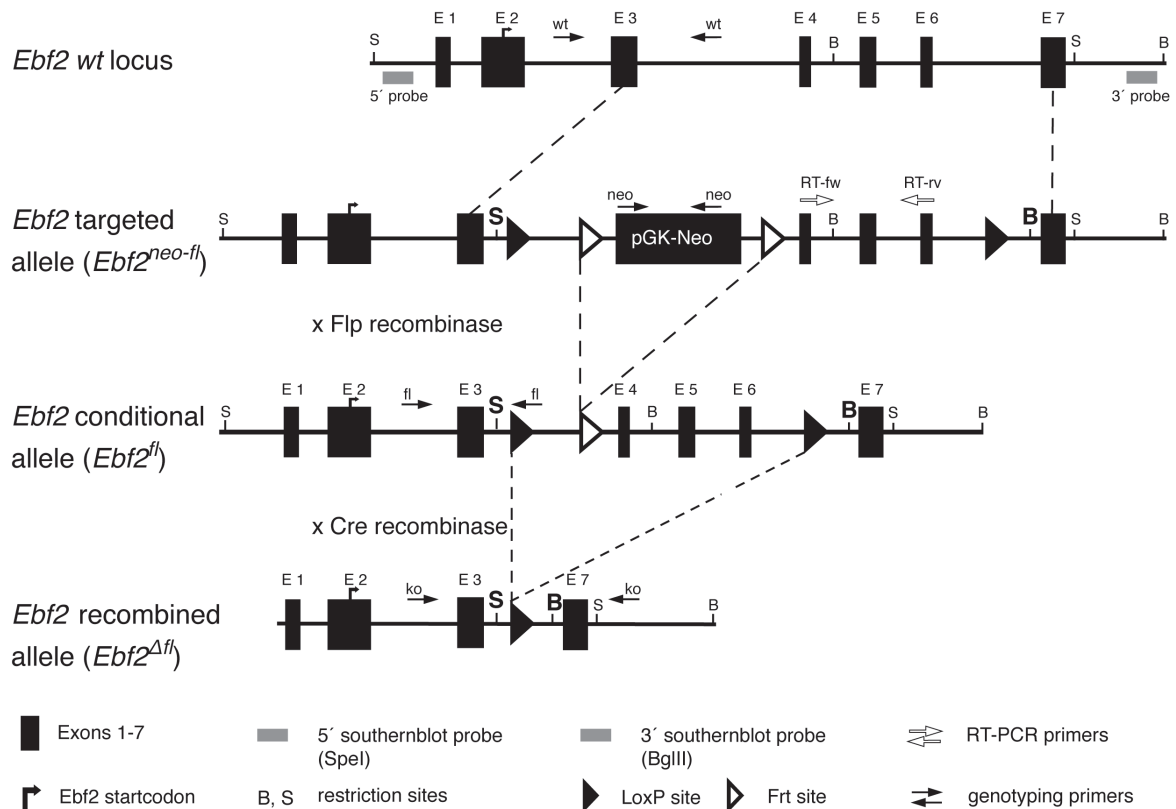 E 1 E 2 wt E 3 wt E 4 B E 5 E 6 E 7
S S B
Ebf2 wt locus
5´ probe 3´ probe
RT-fw RT-rv
neo neo
S S B B S B
Ebf2 targeted
pGK-Neo
allele (Ebf2neo-fl)
x Flp recombinase
E 1 E 2 fl E 3 S fl E 4 E 5 E 6 E 7
S B B S B
Ebf2 conditional
allele (Ebf2fl)
x Cre recombinase
E 1 E 2 ko E 3 S B E 7 S ko B
Ebf2 recombined
allele (Ebf2Δfl)
Exons 1-7
5´ southernblot probe
(SpeI)
3´ southernblot probe
(BglII)
RT-PCR primers
Ebf2 startcodon
B, S restriction sites
LoxP site
Frt site
genotyping primers